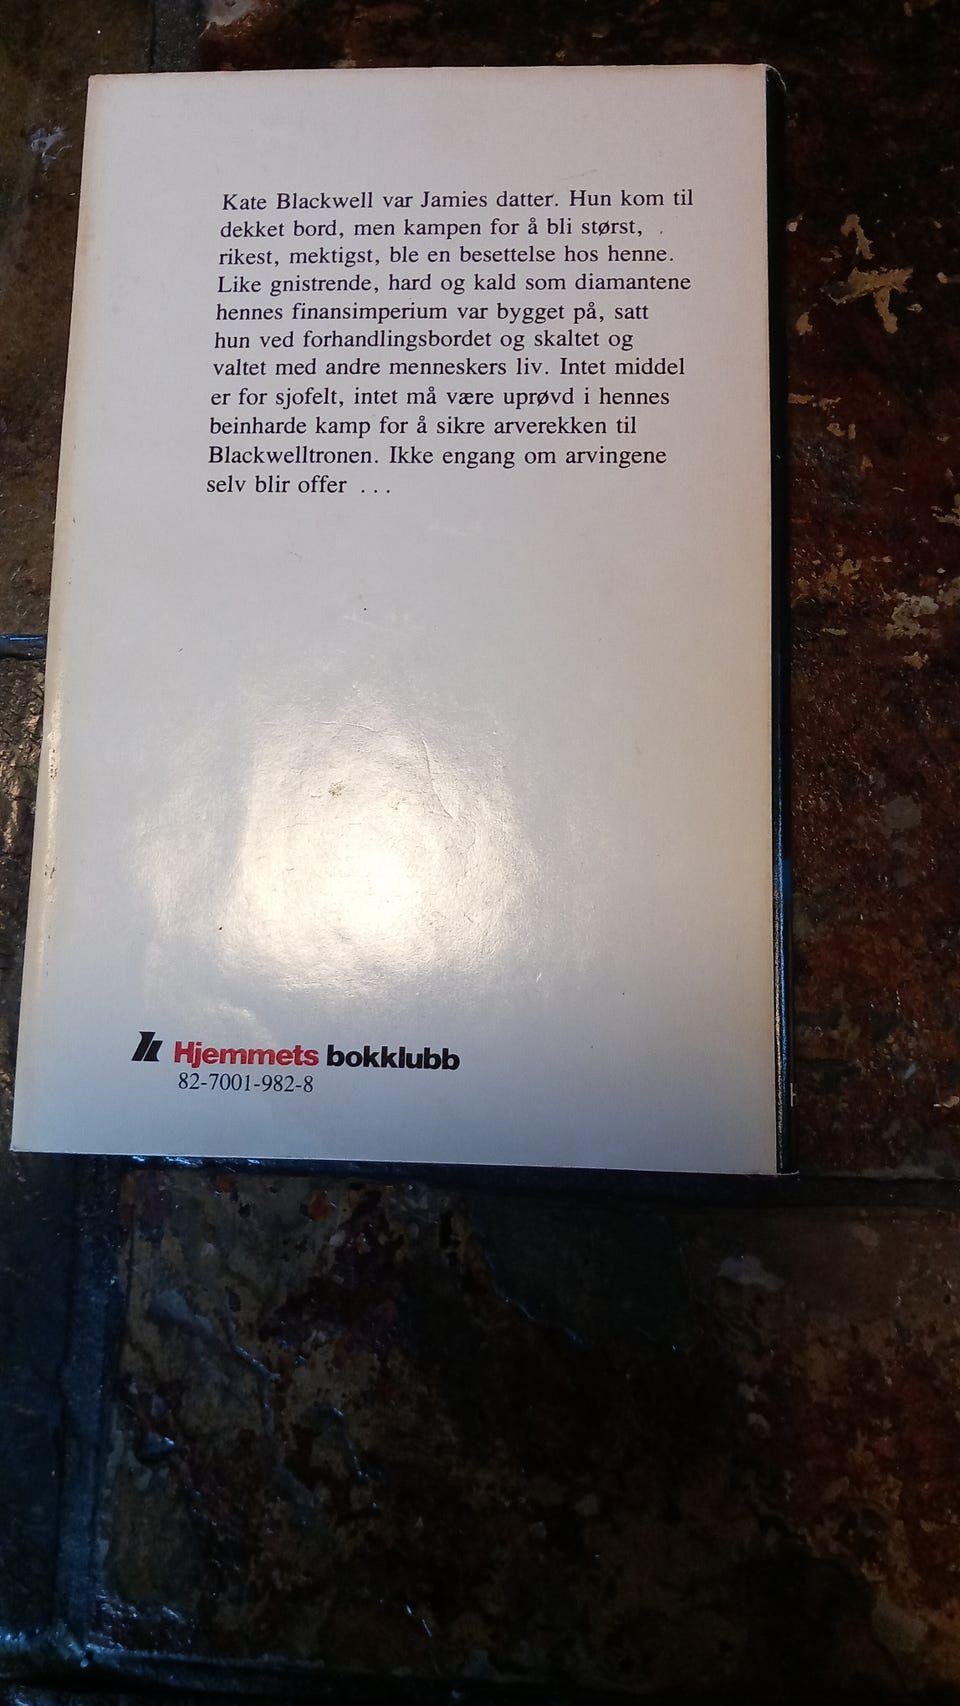 Kate Blackwell var Jamies datter. Hun kom til
dekket bord, men kampen for å bli størst,
rikest, mektigst, ble en besettelse hos henne.
Like gnistrende, hard og kald som diamantene
hennes finansimperium var bygget på, satt
hun ved forhandlingsbordet og skaltet og
valtet med andre menneskers liv. Intet middel
er for sjofelt, intet må være uprøvd i hennes
beinharde kamp for å sikre arverekken til
Blackwelltronen. Ikke engang om arvingene
selv blir offer ...
Hjemmets bokklubb
82-7001-982-8